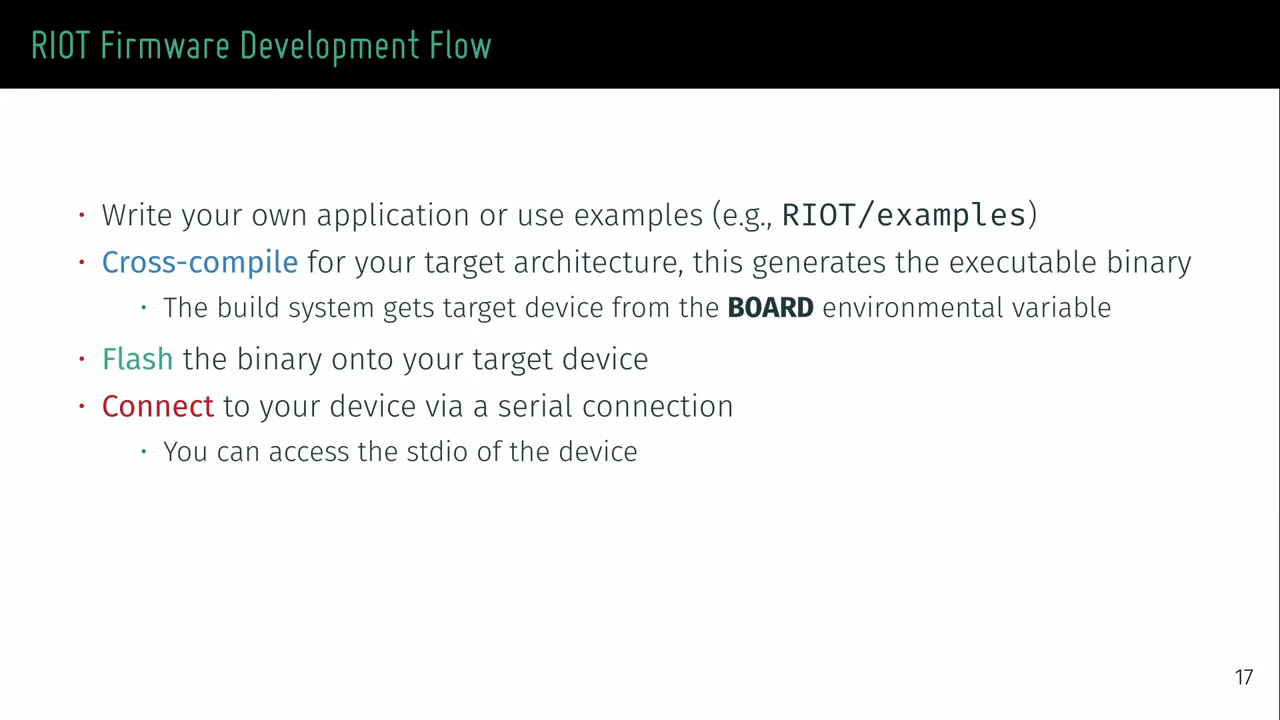 RIOT Firmware Development Flow
• Write your own application or use examples (e.g., RIOT/examples)
• Cross-compile for your target architecture, this generates the executable binary
• The build system gets target device from the BOARD environmental variable
• Flash the binary onto your target device
• Connect to your device via a serial connection
• You can access the stdio of the device
17